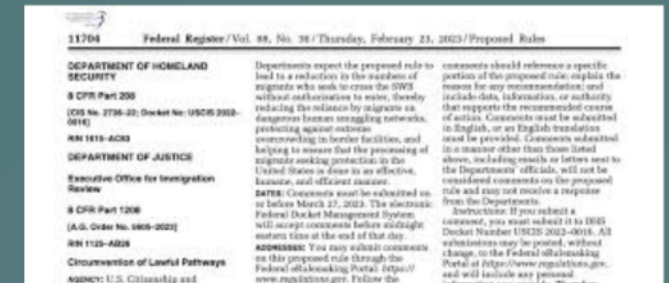 11704 Federal Register/Vol. 88, No. 36/Thursday, February 23, 2023/Proposed Rules
DEPARTMENT OF HOMELAND
SECURITY
8 CFR Part 208
[CIS No. 2736–22; Docket No: USCIS 2022–
0016]
RIN 1615–AC83
DEPARTMENT OF JUSTICE
Executive Office for Immigration
Review
8 CFR Part 1208
[A.G. Order No. 5605–2023]
RIN 1125–AB26
Circumvention of Lawful Pathways
AGENCY: U.S. Citizenship and
Departments expect the proposed rule to
lead to a reduction in the numbers of
migrants who seek to cross the SWB
without authorization to enter, thereby
reducing the reliance by migrants on
dangerous human smuggling networks,
protecting against extreme
overcrowding in border facilities, and
helping to ensure that the processing of
migrants seeking protection in the
United States is done in an effective,
humane, and efficient manner.
DATES: Comments must be submitted on
or before March 27, 2023. The electronic
Federal Docket Management System
will accept comments before midnight
eastern time at the end of that day.
ADDRESSES: You may submit comments
on this proposed rule through the
Federal eRulemaking Portal: https://
www.regulations.gov. Follow the
comments should reference a specific
portion of the proposed rule; explain the
reason for any recommendation; and
include data, information, or authority
that supports the recommended course
of action. Comments must be submitted
in English, or an English translation
must be provided. Comments submitted
in a manner other than those listed
above, including emails or letters sent to
the Departments' officials, will not be
considered comments on the proposed
rule and may not receive a response
from the Departments.
Instructions: If you submit a
comment, you must submit it to DHS
Docket Number USCIS 2022–0016. All
submissions may be posted, without
change, to the Federal eRulemaking
Portal at https://www.regulations.gov,
and will include any personal